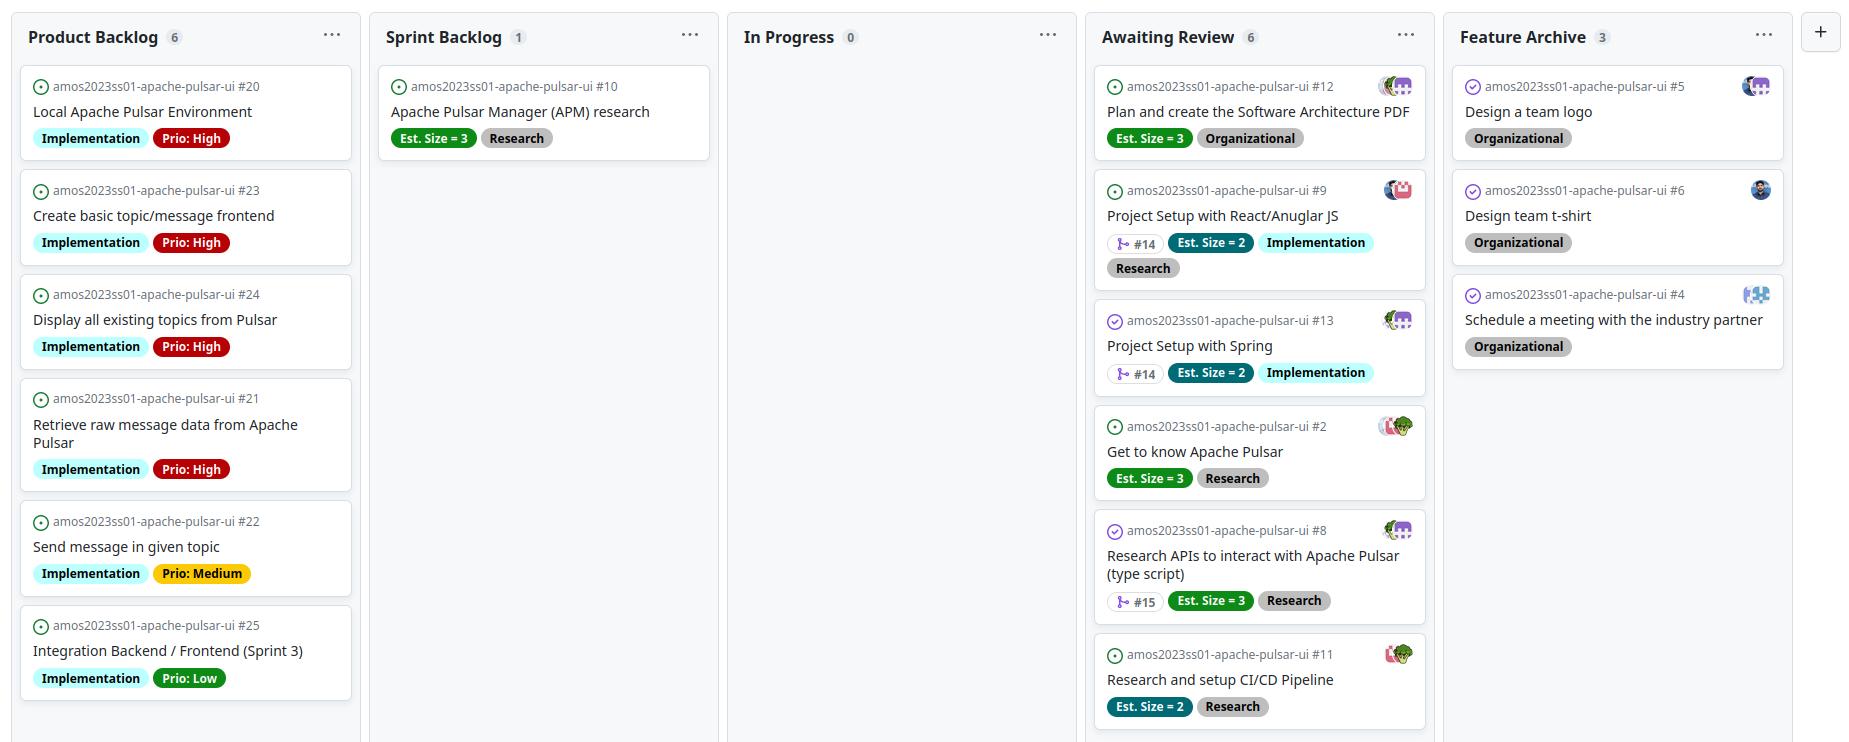 Product Backlog 6
amos2023ss01-apache-pulsar-ui #20
Local Apache Pulsar Environment
Implementation Prio: High
amos2023ss01-apache-pulsar-ui #23
Create basic topic/message frontend
Implementation Prio: High
amos2023ss01-apache-pulsar-ui #24
Display all existing topics from Pulsar
Implementation Prio: High
amos2023ss01-apache-pulsar-ui #21
Retrieve raw message data from Apache
Pulsar
Implementation Prio: High
amos2023ss01-apache-pulsar-ui #22
Send message in given topic
Implementation Prio: Medium
amos2023ss01-apache-pulsar-ui #25
Integration Backend / Frontend (Sprint 3)
Implementation Prio: Low
Sprint Backlog 1
amos2023ss01-apache-pulsar-ui #10
Apache Pulsar Manager (APM) research
Est. Size = 3 Research
In Progress 0
Awaiting Review 6
amos2023ss01-apache-pulsar-ui #12
Plan and create the Software Architecture PDF
Est. Size = 3 Organizational
amos2023ss01-apache-pulsar-ui #9
Project Setup with React/Anuglar JS
#14 Est. Size = 2 Implementation
Research
amos2023ss01-apache-pulsar-ui #13
Project Setup with Spring
#14 Est. Size = 2 Implementation
amos2023ss01-apache-pulsar-ui #2
Get to know Apache Pulsar
Est. Size = 3 Research
amos2023ss01-apache-pulsar-ui #8
Research APIs to interact with Apache Pulsar
(type script)
#15 Est. Size = 3 Research
amos2023ss01-apache-pulsar-ui #11
Research and setup CI/CD Pipeline
Est. Size = 2 Research
Feature Archive 3
amos2023ss01-apache-pulsar-ui #5
Design a team logo
Organizational
amos2023ss01-apache-pulsar-ui #6
Design team t-shirt
Organizational
amos2023ss01-apache-pulsar-ui #4
Schedule a meeting with the industry partner
Organizational